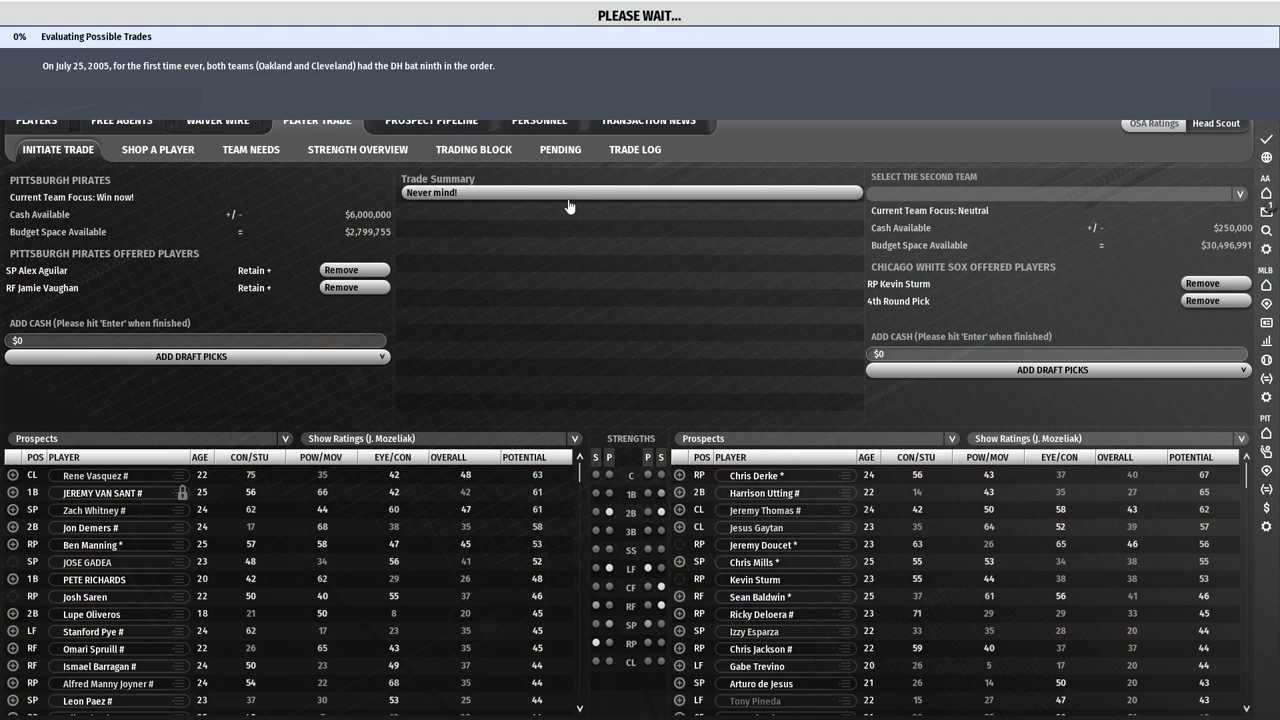 PLEASE WAIT...
0% Evaluating Possible Trades
On July 25, 2005, for the first time ever, both teams (Oakland and Cleveland) had the DH bat ninth in the order.
PLAYERS FREE AGENTS WAIVER WIRE PLAYER TRADE PROSPECT PIPELINE PERSONNEL TRANSACTION NEWS
OSA Ratings Head Scout
INITIATE TRADE SHOP A PLAYER TEAM NEEDS STRENGTH OVERVIEW TRADING BLOCK PENDING TRADE LOG
PITTSBURGH PIRATES
Current Team Focus: Win now!
Cash Available +/- $6,000,000
Budget Space Available = $2,799,755
PITTSBURGH PIRATES OFFERED PLAYERS
SP Alex Aguilar Retain + Remove
RF Jamie Vaughan Retain + Remove
ADD CASH (Please hit 'Enter' when finished)
$0
ADD DRAFT PICKS
Trade Summary
Never mind!
SELECT THE SECOND TEAM
Current Team Focus: Neutral
Cash Available +/- $250,000
Budget Space Available = $30,496,991
CHICAGO WHITE SOX OFFERED PLAYERS
RP Kevin Sturm Remove
4th Round Pick Remove
ADD CASH (Please hit 'Enter' when finished)
$0
ADD DRAFT PICKS
AA
MLB
PIT
Prospects Show Ratings (J. Mozeliak)
POS PLAYER AGE CON/STU POW/MOV EYE/CON OVERALL POTENTIAL
CL Rene Vasquez # 22 75 35 42 48 63
1B JEREMY VAN SANT # 25 56 66 42 42 61
SP Zach Whitney # 24 62 44 60 47 61
2B Jon Demers # 24 17 68 38 35 58
RP Ben Manning * 25 57 58 47 45 53
SP JOSE GADEA 23 48 34 56 41 52
1B PETE RICHARDS 20 42 62 29 26 48
RP Josh Saren 22 50 40 55 37 46
2B Lupe Oliveros 18 21 50 8 20 45
LF Stanford Pye # 24 62 17 23 35 45
RF Omari Spruill # 22 26 65 43 35 45
RF Ismael Barragan # 24 50 23 49 37 44
RP Alfred Manny Joyner # 24 54 22 68 35 44
SP Leon Paez # 23 37 30 53 25 44
STRENGTHS
S P P S
C
1B
2B
3B
SS
LF
CF
RF
SP
RP
CL
Prospects Show Ratings (J. Mozeliak)
POS PLAYER AGE CON/STU POW/MOV EYE/CON OVERALL POTENTIAL
RP Chris Derke * 24 56 43 37 40 67
2B Harrison Utting # 22 14 43 35 27 65
CL Jeremy Thomas # 24 42 50 58 43 62
CL Jesus Gaytan 23 35 64 52 39 57
RP Jeremy Doucet * 23 63 26 65 46 56
SP Chris Mills * 25 55 53 34 38 55
RP Kevin Sturm 23 55 44 38 38 53
RF Sean Baldwin * 25 37 61 56 41 46
RP Ricky Deloera # 23 71 29 29 33 45
SP Izzy Esparza 22 33 35 28 20 44
RP Chris Jackson # 22 59 40 37 37 44
LF Gabe Trevino 20 26 5 17 20 44
SP Arturo de Jesus 21 26 14 50 20 44
LF Tony Pineda 22 15 27 47 20 43